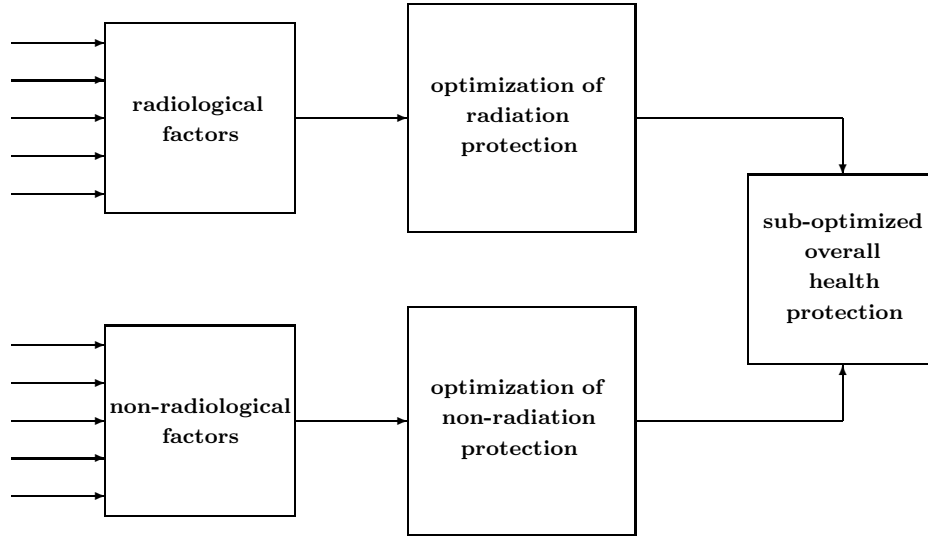 radiological
factors
optimization of
radiation
protection
sub-optimized
overall
health
protection
non-radiological
factors
optimization of
non-radiation
protection